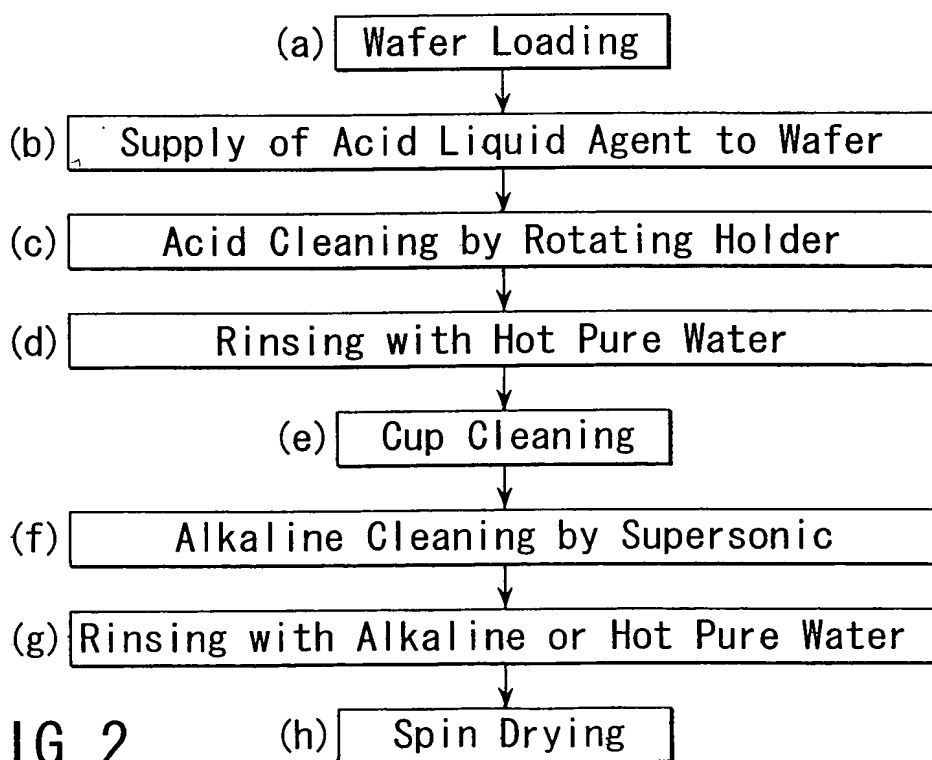 (a) Wafer Loading
(b) Supply of Acid Liquid Agent to Wafer
(c) Acid Cleaning by Rotating Holder
(d) Rinsing with Hot Pure Water
(e) Cup Cleaning
(f) Alkaline Cleaning by Supersonic
(g) Rinsing with Alkaline or Hot Pure Water
(h) Spin Drying
IG 2